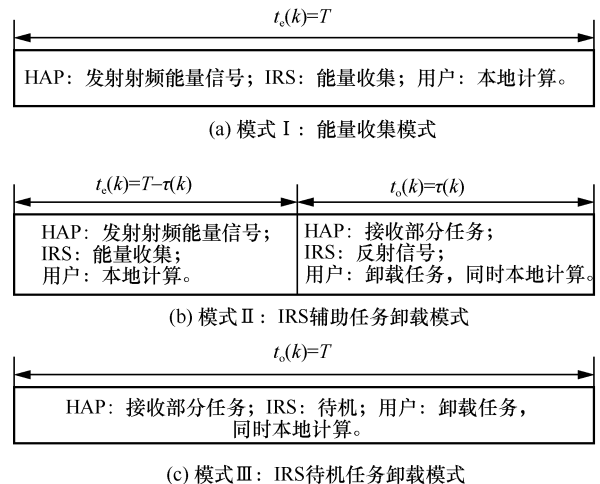 t_e(k)=T
HAP：发射射频能量信号；IRS：能量收集；用户：本地计算。
(a) 模式Ⅰ：能量收集模式
t_e(k)=T−τ(k)
t_o(k)=τ(k)
HAP：发射射频能量信号；
IRS：能量收集；
用户：本地计算。
HAP：接收部分任务；
IRS：反射信号；
用户：卸载任务，同时本地计算。
(b) 模式Ⅱ：IRS辅助任务卸载模式
t_o(k)=T
HAP：接收部分任务；IRS：待机；用户：卸载任务，
同时本地计算。
(c) 模式Ⅲ：IRS待机任务卸载模式